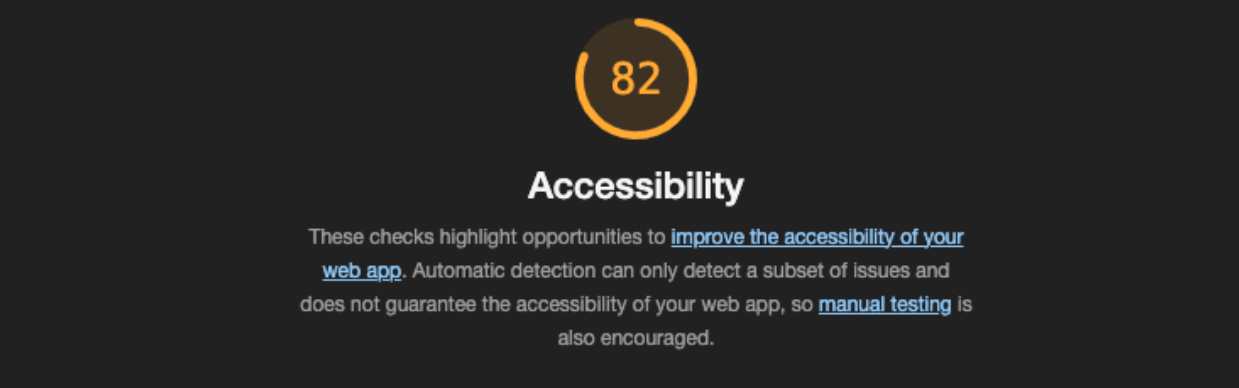 82
Accessibility
These checks highlight opportunities to improve the accessibility of your
web app. Automatic detection can only detect a subset of issues and
does not guarantee the accessibility of your web app, so manual testing is
also encouraged.